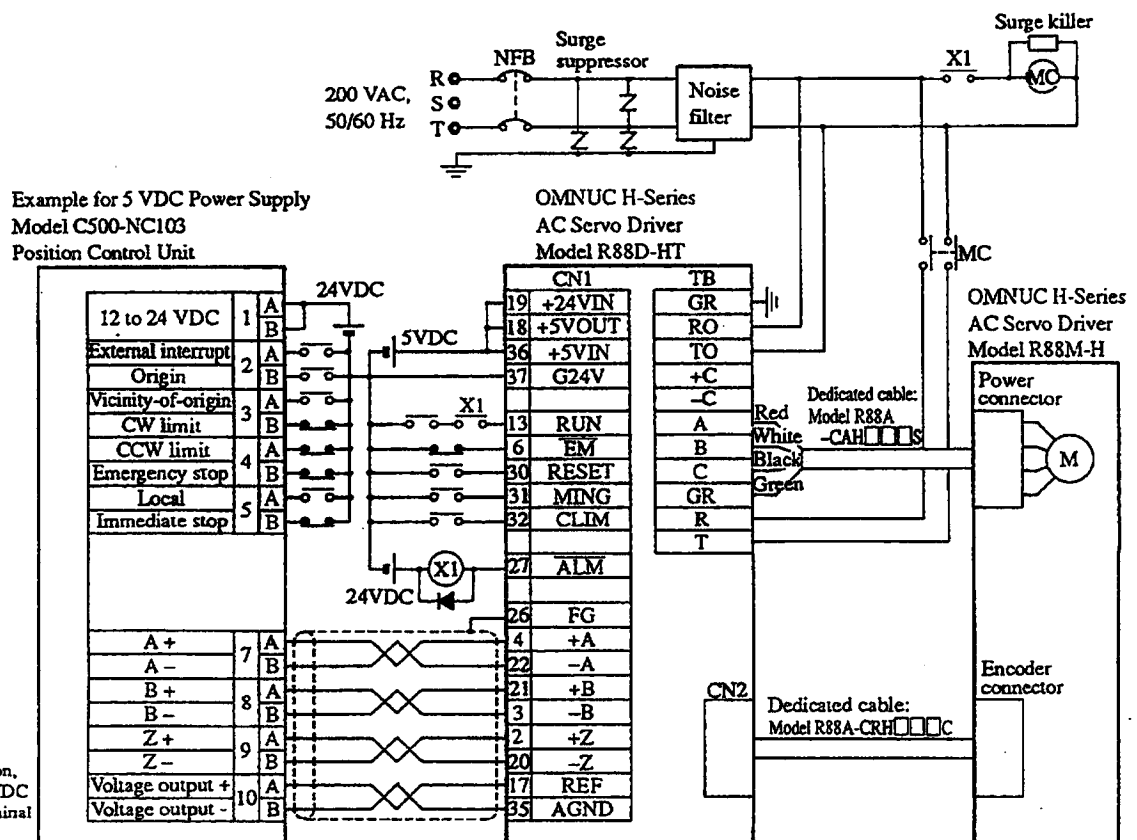 Surge killer
NFB
Surge
suppressor
X1
MC
R
200 VAC,
50/60 Hz
S
T
Noise
filter
Example for 5 VDC Power Supply
Model C500-NC103
Position Control Unit
OMNUC H-Series
AC Servo Driver
Model R88D-HT
MC
OMNUC H-Series
AC Servo Driver
Model R88M-H
24VDC
5VDC
12 to 24 VDC 1 A
B
External interrupt 2 A
Origin B
Vicinity-of-origin 3 A
CW limit B
CCW limit 4 A
Emergency stop B
Local 5 A
Immediate stop B
A + 7 A
A − B
B + 8 A
B − B
Z + 9 A
Z − B
Voltage output + 10 A
Voltage output - B
X1
X1
24VDC
CN1
19 +24VIN
18 +5VOUT
36 +5VIN
37 G24V
13 RUN
6 EM
30 RESET
31 MING
32 CLIM
27 ALM
26 FG
4 +A
22 −A
21 +B
3 −B
2 +Z
20 −Z
17 REF
35 AGND
TB
GR
RO
TO
+C
−C
A
B
C
GR
R
T
Red
White
Black
Green
Dedicated cable:
Model R88A
-CAH□□□S
Power
connector
M
CN2
Dedicated cable:
Model R88A-CRH□□□C
Encoder
connector
on,
DC
minal